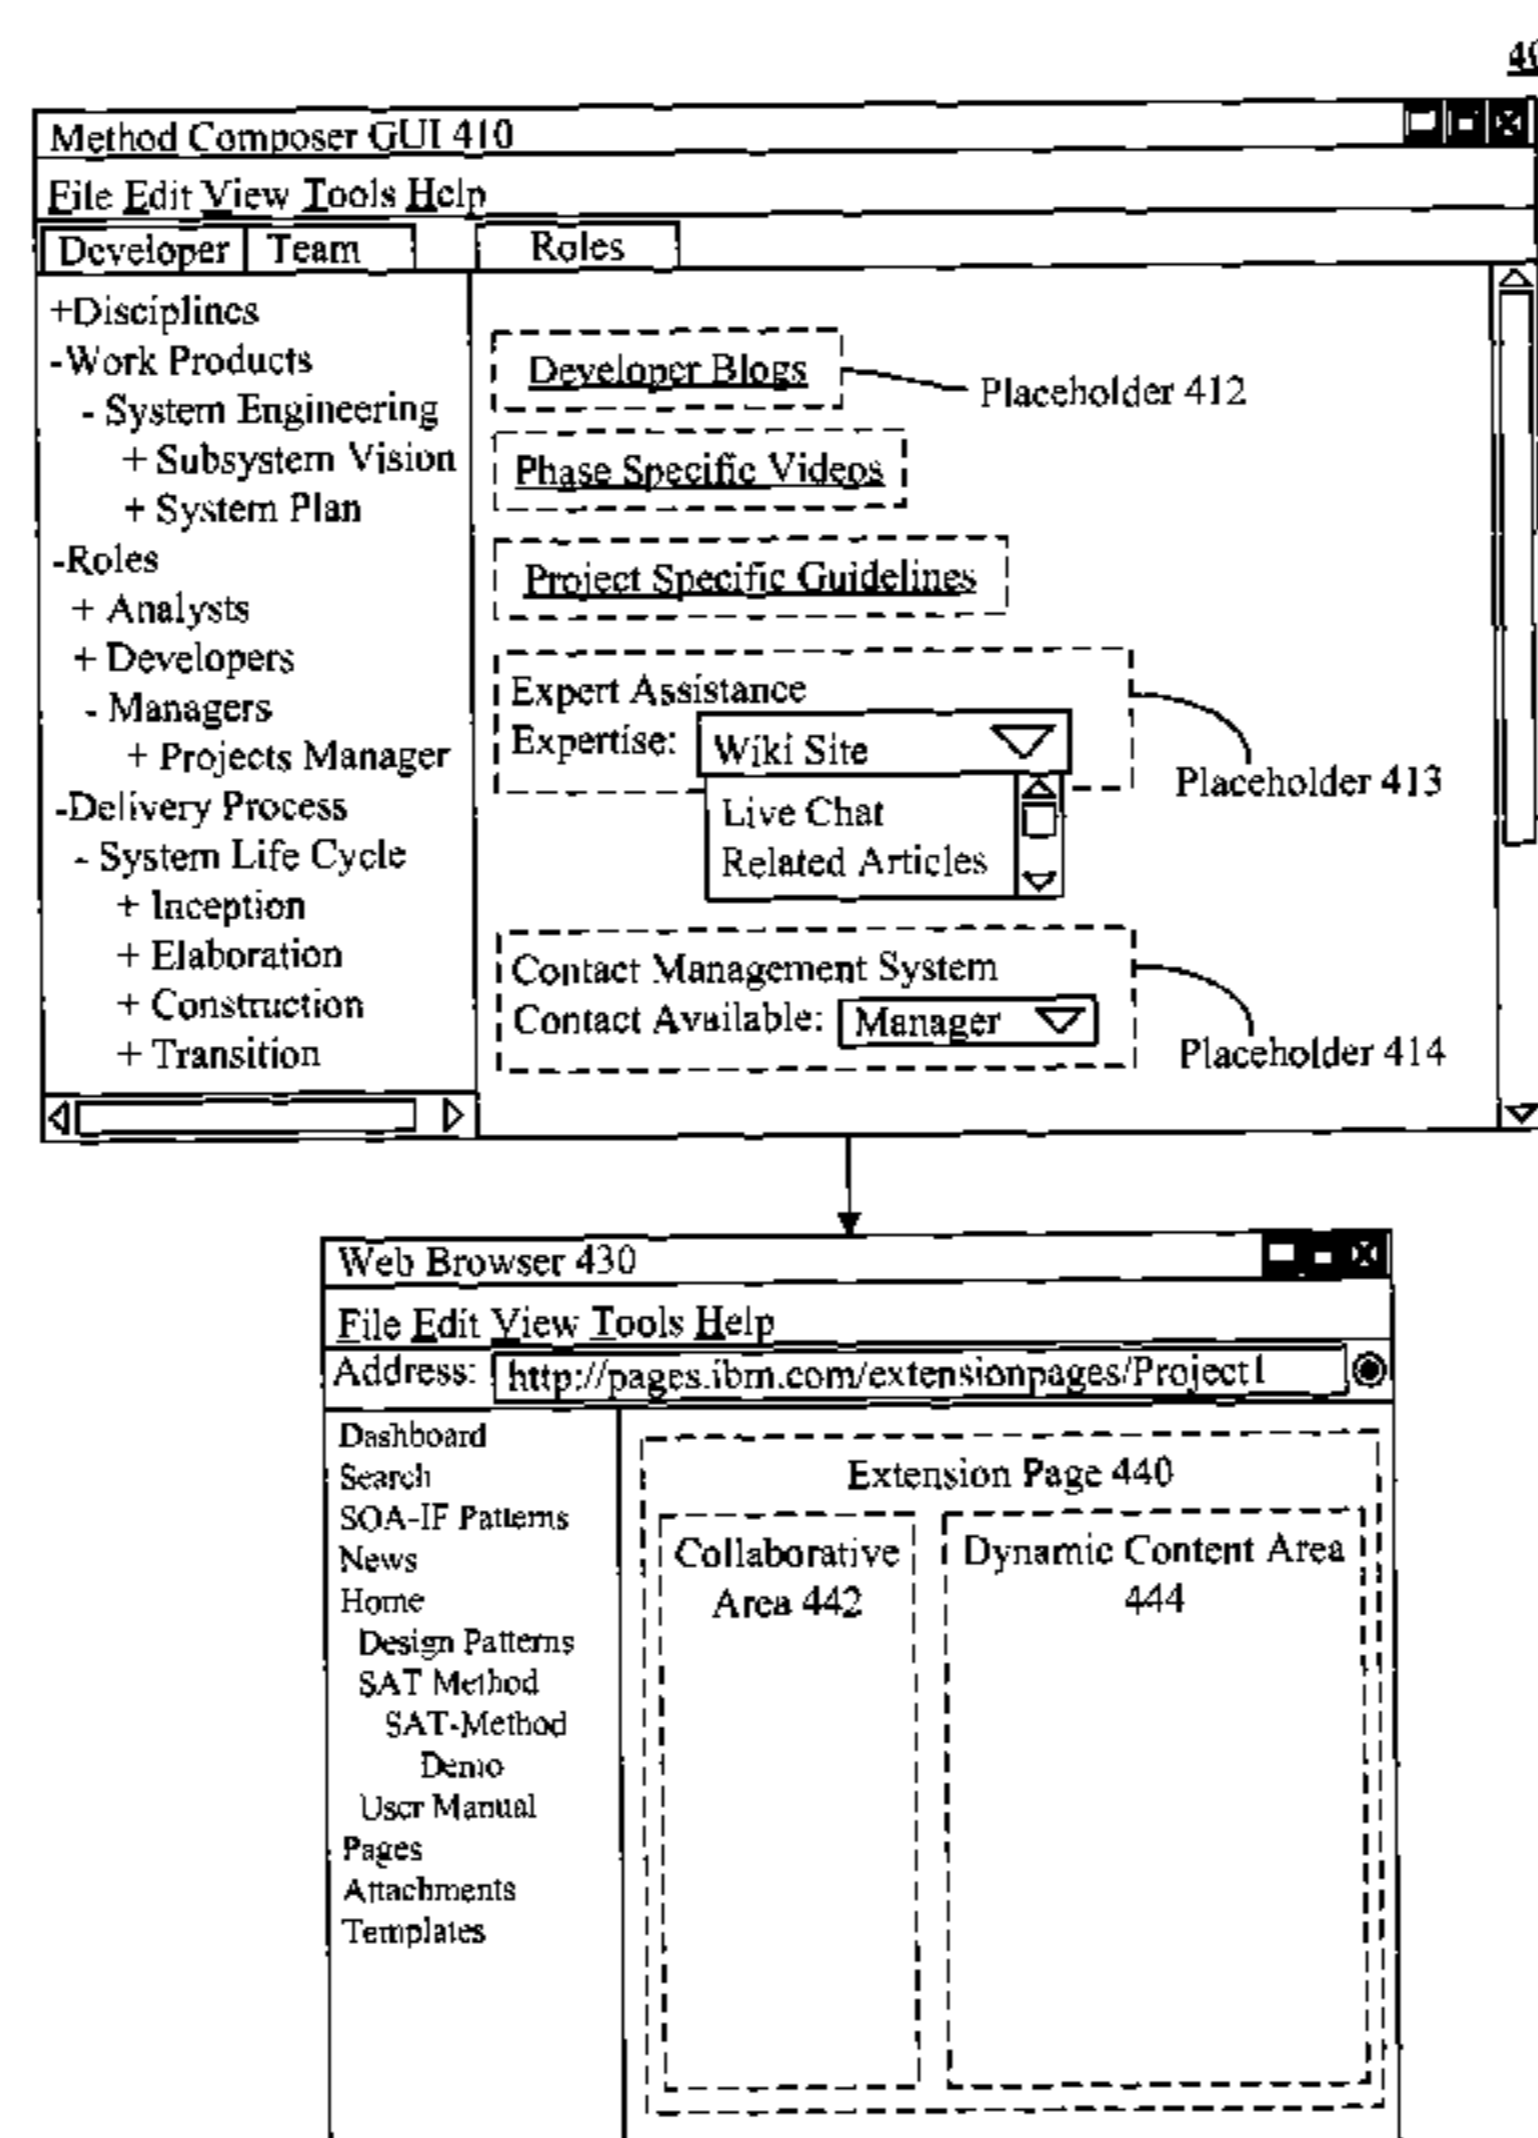 Method Composer GUI 410
File Edit View Tools Help
Developer Team Roles
+Disciplines
-Work Products
- System Engineering
+ Subsystem Vision
+ System Plan
-Roles
+ Analysts
+ Developers
- Managers
+ Projects Manager
-Delivery Process
- System Life Cycle
+ Inception
+ Elaboration
+ Construction
+ Transition
Developer Blogs
Placeholder 412
Phase Specific Videos
Project Specific Guidelines
Expert Assistance
Expertise: Wiki Site
Live Chat
Related Articles
Placeholder 413
Contact Management System
Contact Available: Manager
Placeholder 414
Web Browser 430
File Edit View Tools Help
Address: http://pages.ibm.com/extensionpages/Project1
Dashboard
Search
SOA-IF Patterns
News
Home
Design Patterns
SAT Method
SAT-Method
Demo
User Manual
Pages
Attachments
Templates
Extension Page 440
Collaborative
Area 442
Dynamic Content Area
444